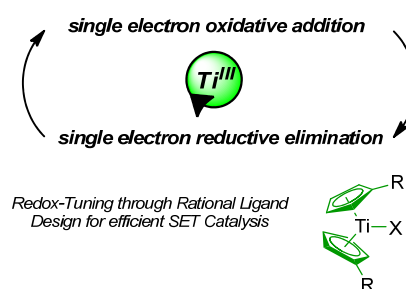 single electron oxidative addition
Ti^III
single electron reductive elimination
Redox-Tuning through Rational Ligand
Design for efficient SET Catalysis
R
Ti
X
R